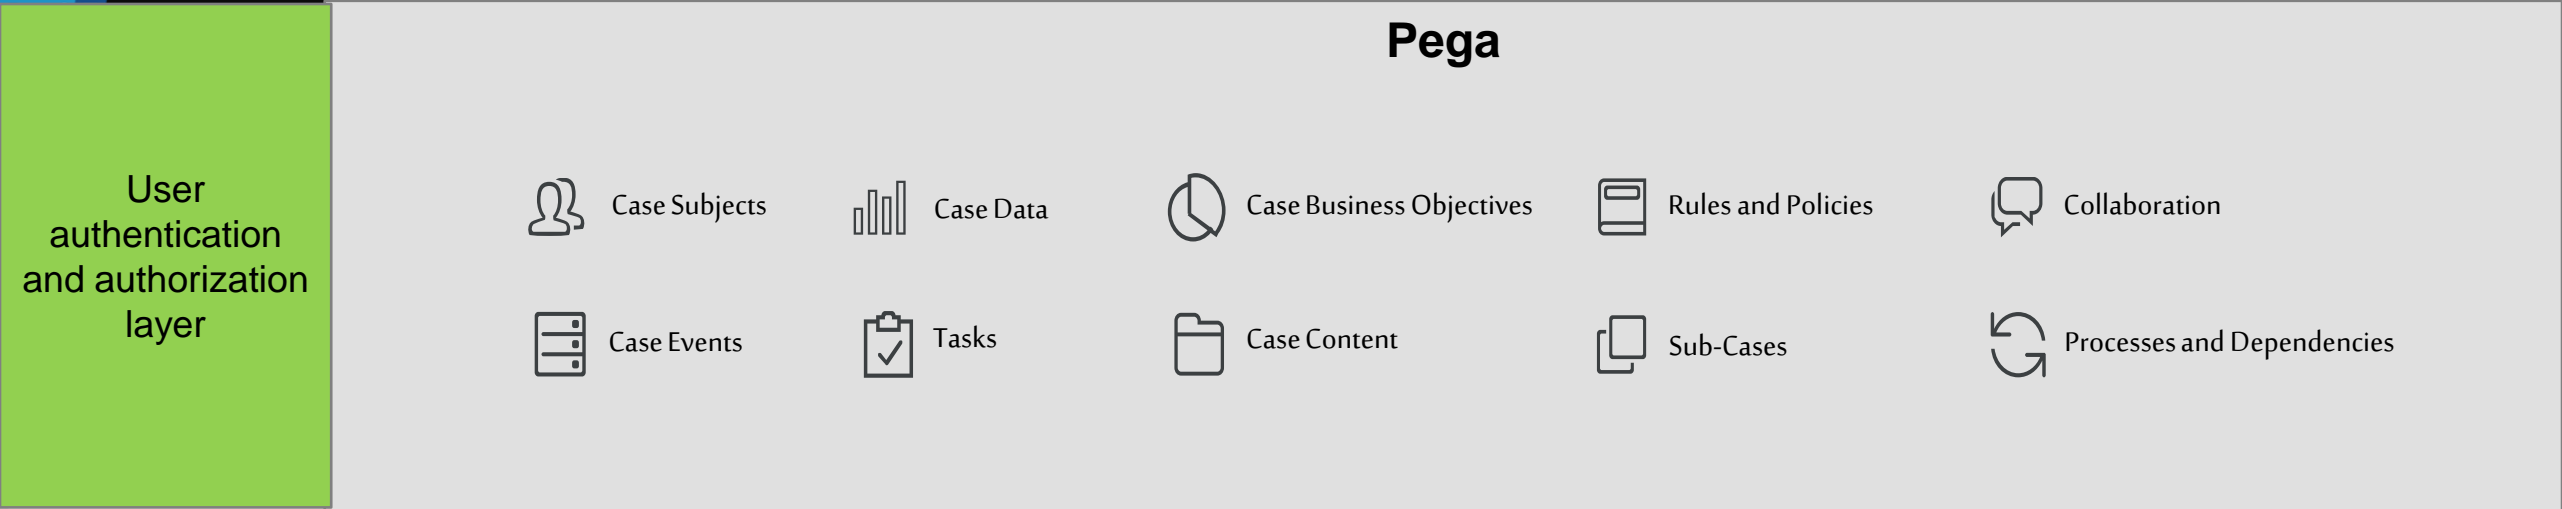 Pega
User
authentication
and authorization
layer
Case Subjects
Case Data
Case Business Objectives
Rules and Policies
Collaboration
Case Events
Tasks
Case Content
Sub-Cases
Processes and Dependencies